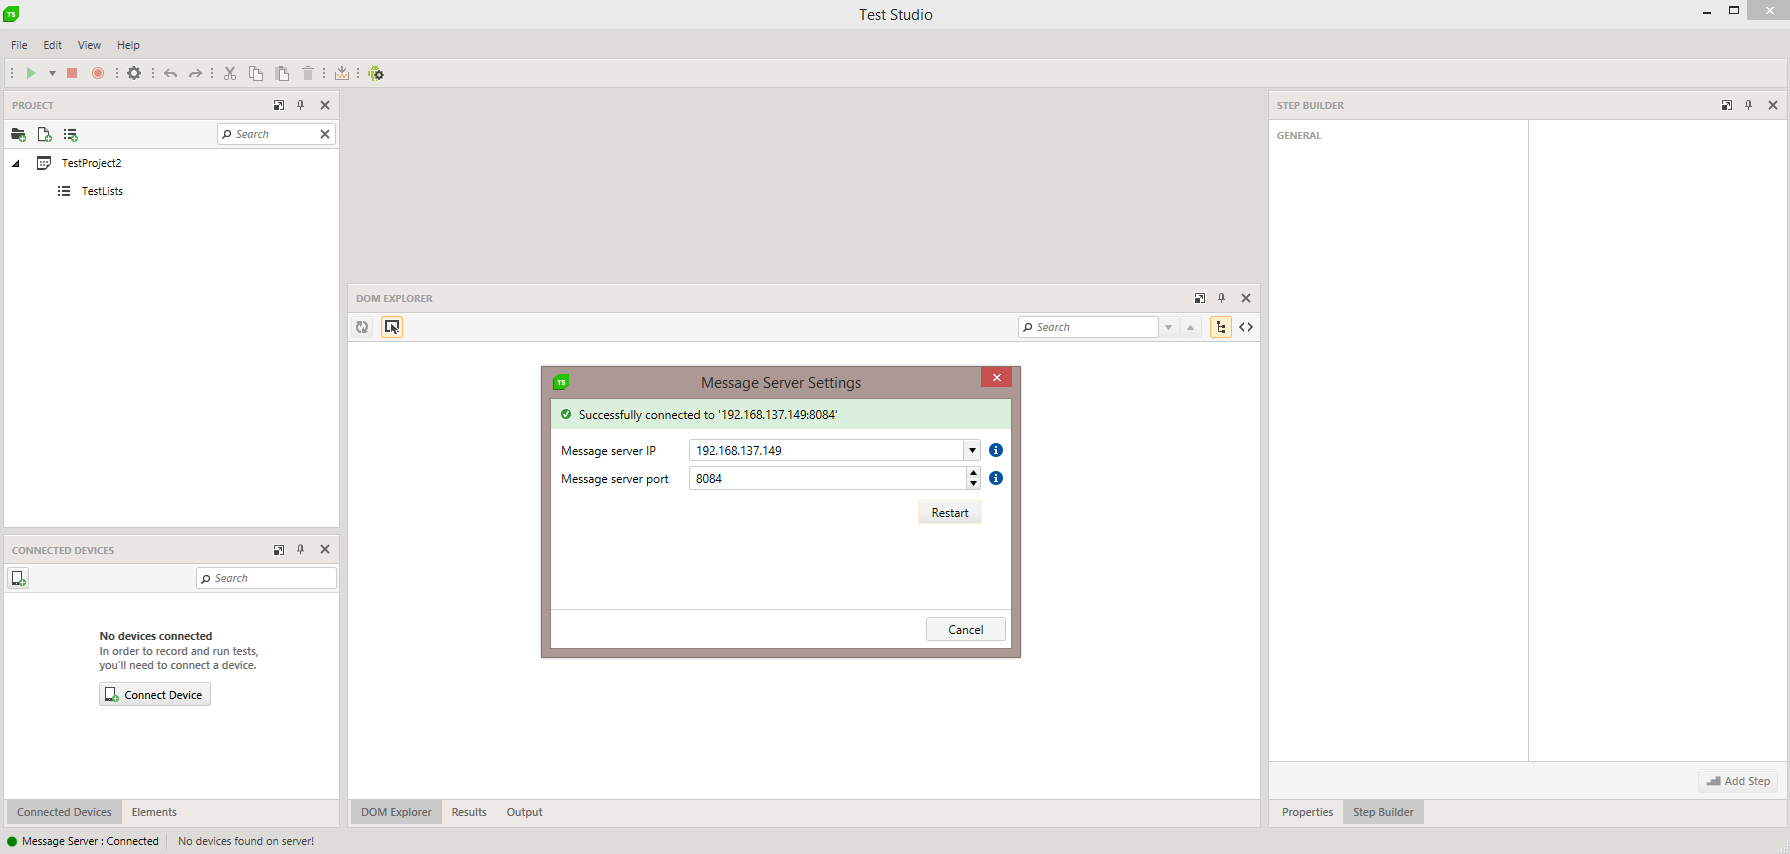 TS
Test Studio
File Edit View Help
PROJECT
Search
TestProject2
TestLists
CONNECTED DEVICES
Search
No devices connected
In order to record and run tests,
you'll need to connect a device.
Connect Device
Connected Devices Elements
DOM EXPLORER
Search
TS
Message Server Settings
Successfully connected to '192.168.137.149:8084'
Message server IP 192.168.137.149
Message server port 8084
Restart
Cancel
DOM Explorer Results Output
STEP BUILDER
GENERAL
Add Step
Properties Step Builder
Message Server : Connected No devices found on server!